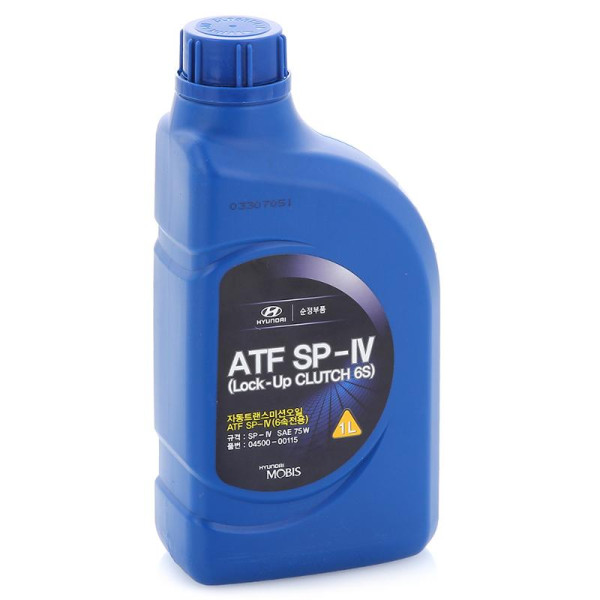 03307051
HYUNDAI 순정부품
ATF SP-IV
(Lock-Up CLUTCH 6S)
자동트랜스미션오일
ATF SP-IV(6속전용)
규격 : SP-IV SAE 75W
품번 : 04500-00115
1L
HYUNDAI
MOBIS